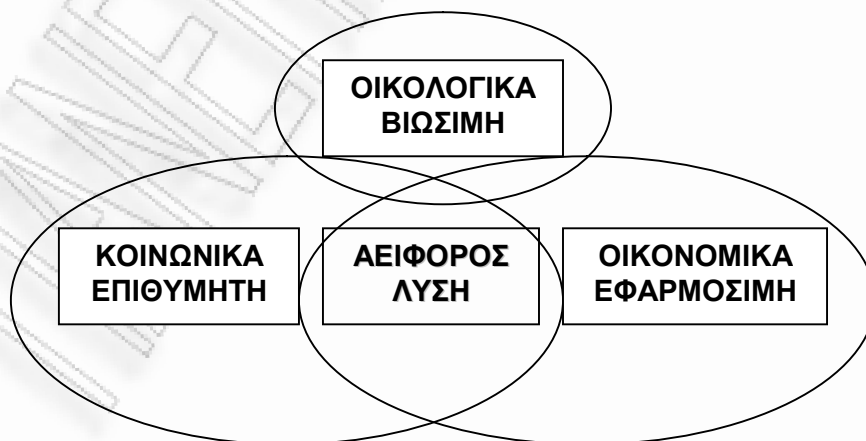 ΟΙΚΟΛΟΓΙΚΑ
ΒΙΩΣΙΜΗ
ΚΟΙΝΩΝΙΚΑ
ΕΠΙΘΥΜΗΤΗ
ΑΕΙΦΟΡΟΣ
ΛΥΣΗ
ΟΙΚΟΝΟΜΙΚΑ
ΕΦΑΡΜΟΣΙΜΗ